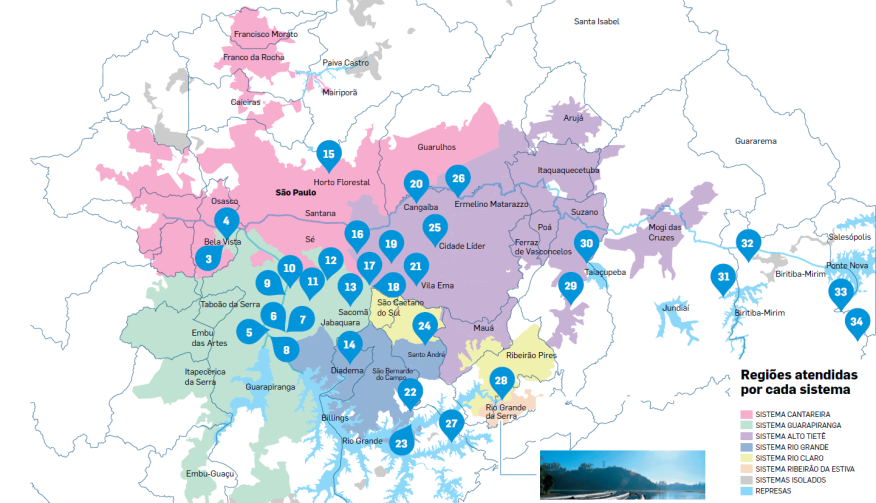 Santa Isabel
Francisco Morato
Franco da Rocha
Paiva Castro
Mairiporã
Caieiras
Arujá
Guararema
Guarulhos
15
Horto Florestal
Itaquaquecetuba
São Paulo
20
26
Cangaíba
Ermelino Matarazzo
Osasco
Santana
Suzano
4
25
Poá
Mogi das
Cruzes
Salesópolis
Bela Vista
Sé
16
19
Cidade Líder
Ferraz
de Vasconcelos
30
32
3
12
17
21
Taiaçupeba
Ponte Nova
10
Biritiba-Mirim
9
11
13
18
Vila Ema
29
31
33
Taboão da Serra
São Caetano
do Sul
Jundiaí
Sacomã
Biritiba-Mirim
6
7
Jabaquara
24
Mauá
34
5
Embu
das Artes
8
14
Santo André
Ribeirão Pires
Itapecerica
da Serra
Diadema
São Bernardo
do Campo
28
Guarapiranga
22
Rio Grande
da Serra
Billings
27
Rio Grande
23
Embu-Guaçu
Regiões atendidas
por cada sistema
SISTEMA CANTAREIRA
SISTEMA GUARAPIRANGA
SISTEMA ALTO TIETÊ
SISTEMA RIO GRANDE
SISTEMA RIO CLARO
SISTEMA RIBEIRÃO DA ESTIVA
SISTEMAS ISOLADOS
REPRESAS